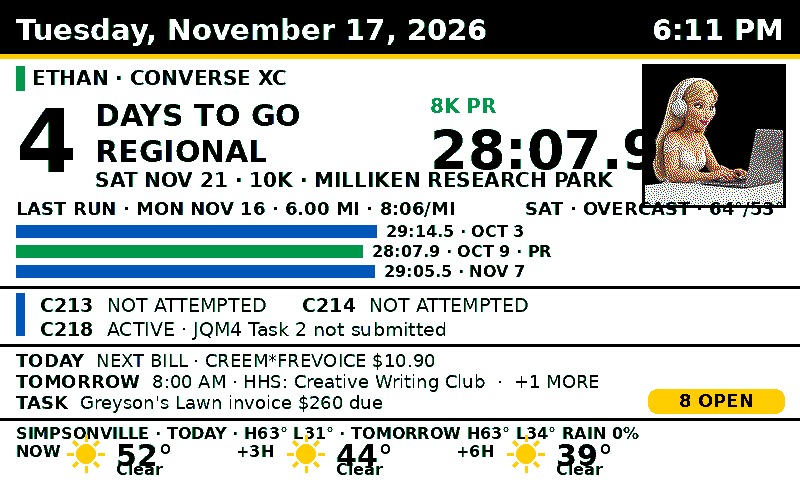 Tuesday, November 17, 2026 6:11 PM
ETHAN · CONVERSE XC
4 DAYS TO GO
REGIONAL
8K PR
28:07.9
SAT NOV 21 · 10K · MILLIKEN RESEARCH PARK
LAST RUN · MON NOV 16 · 6.00 MI · 8:06/MI SAT · OVERCAST · 64°/53
29:14.5 · OCT 3
28:07.9 · OCT 9 · PR
29:05.5 · NOV 7
C213 NOT ATTEMPTED C214 NOT ATTEMPTED
C218 ACTIVE · JQM4 Task 2 not submitted
TODAY NEXT BILL · CREEM*FREVOICE $10.90
TOMORROW 8:00 AM · HHS: Creative Writing Club · +1 MORE
TASK Greyson's Lawn invoice $260 due
8 OPEN
SIMPSONVILLE · TODAY · H63° L31° · TOMORROW H63° L34° RAIN 0%
NOW 52° +3H 44° +6H 39°
Clear Clear Clear